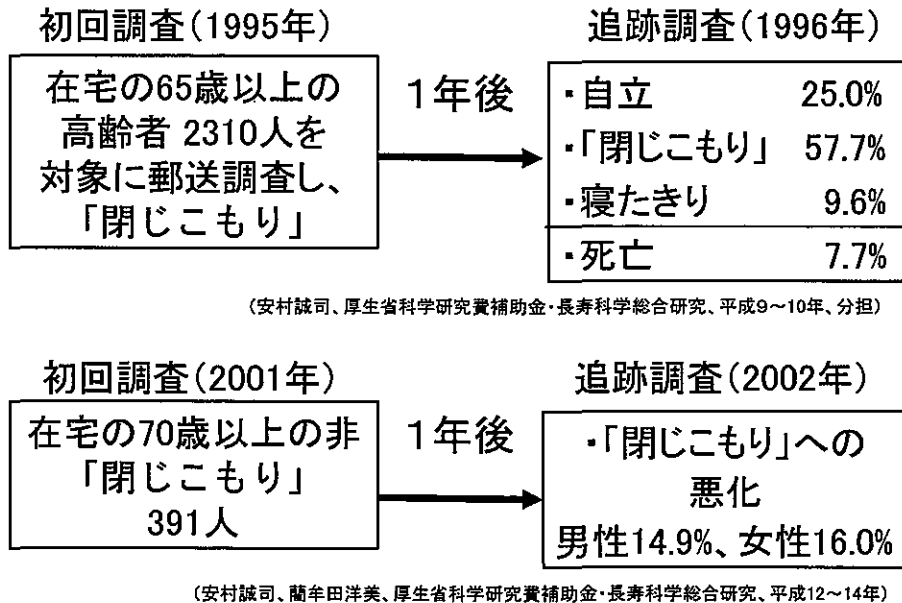 初回調査(1995年)
追跡調査(1996年)
在宅の65歳以上の
高齢者 2310人を
対象に郵送調査し、
「閉じこもり」
1年後
・自立 25.0%
・「閉じこもり」 57.7%
・寝たきり 9.6%
・死亡 7.7%
(安村誠司、厚生省科学研究費補助金・長寿科学総合研究、平成9~10年、分担)
初回調査(2001年)
追跡調査(2002年)
在宅の70歳以上の非
「閉じこもり」
391人
1年後
・「閉じこもり」への
悪化
男性14.9%、女性16.0%
(安村誠司、藺牟田洋美、厚生省科学研究費補助金・長寿科学総合研究、平成12~14年)